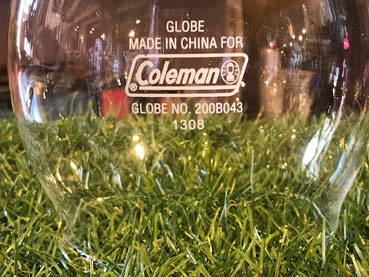 GLOBE
MADE IN CHINA FOR
Coleman
®
GLOBE NO. 200B043
1308